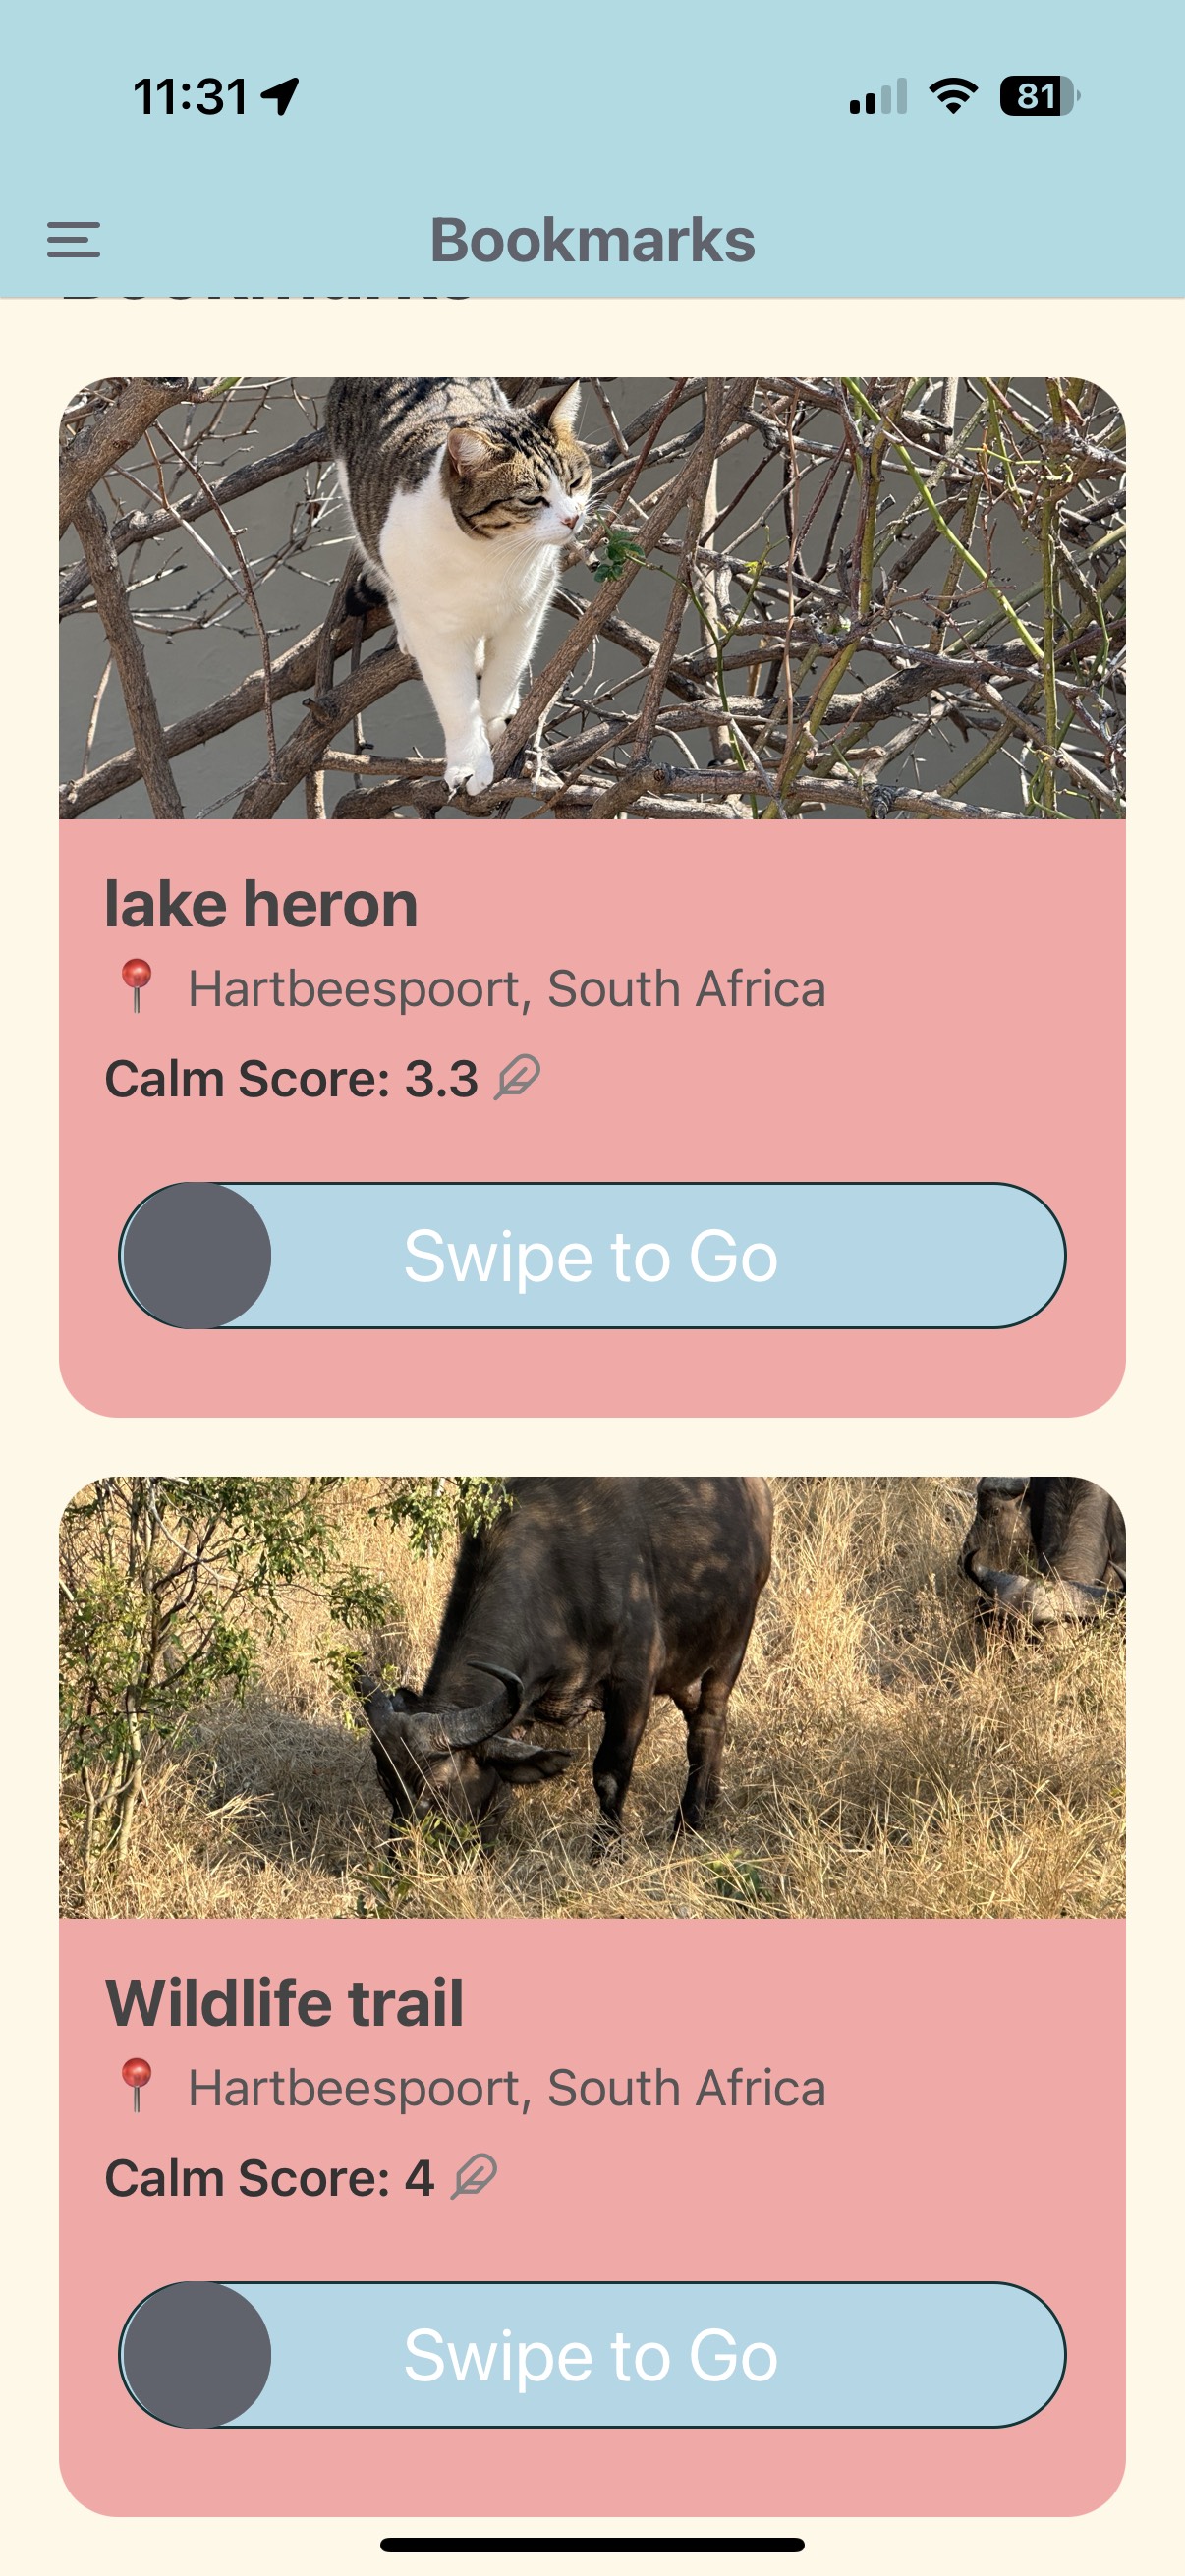 11:31
81
Bookmarks
lake heron
Hartbeespoort, South Africa
Calm Score: 3.3
Swipe to Go
Wildlife trail
Hartbeespoort, South Africa
Calm Score: 4
Swipe to Go